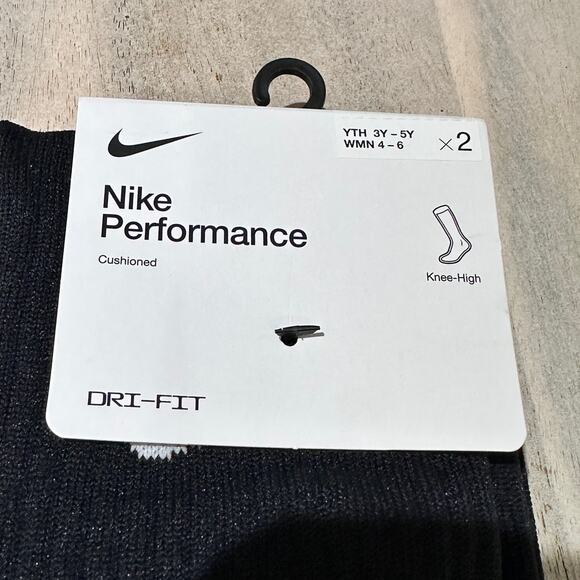 YTH 3Y – 5Y
WMN 4 – 6
×2
Nike
Performance
Cushioned
Knee-High
DRI-FIT